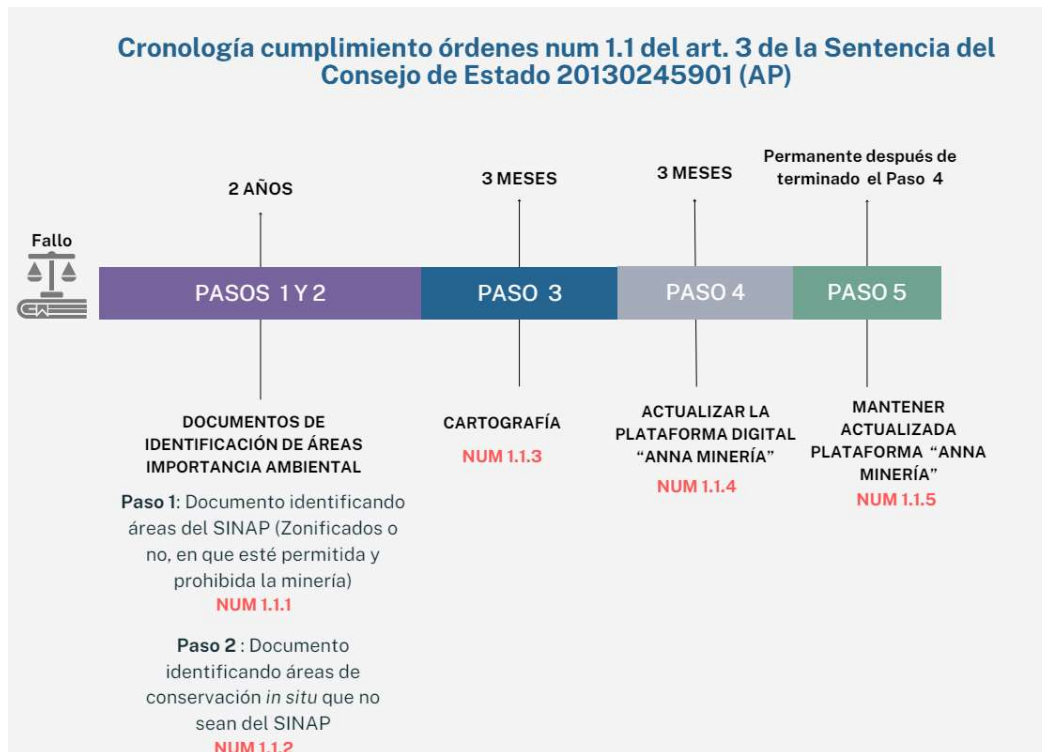 Cronología cumplimiento órdenes num 1.1 del art. 3 de la Sentencia del
Consejo de Estado 20130245901 (AP)
Fallo
2 AÑOS
3 MESES
3 MESES
Permanente después de
terminado el Paso 4
PASOS 1 Y 2
PASO 3
PASO 4
PASO 5
DOCUMENTOS DE
IDENTIFICACIÓN DE ÁREAS
IMPORTANCIA AMBIENTAL
Paso 1: Documento identificando
áreas del SINAP (Zonificados o
no, en que esté permitida y
prohibida la minería)
NUM 1.1.1
Paso 2 : Documento
identificando áreas de
conservación in situ que no
sean del SINAP
NUM 1.1.2
CARTOGRAFÍA
NUM 1.1.3
ACTUALIZAR LA
PLATAFORMA DIGITAL
“ANNA MINERÍA”
NUM 1.1.4
MANTENER
ACTUALIZADA
PLATAFORMA “ANNA
MINERÍA”
NUM 1.1.5